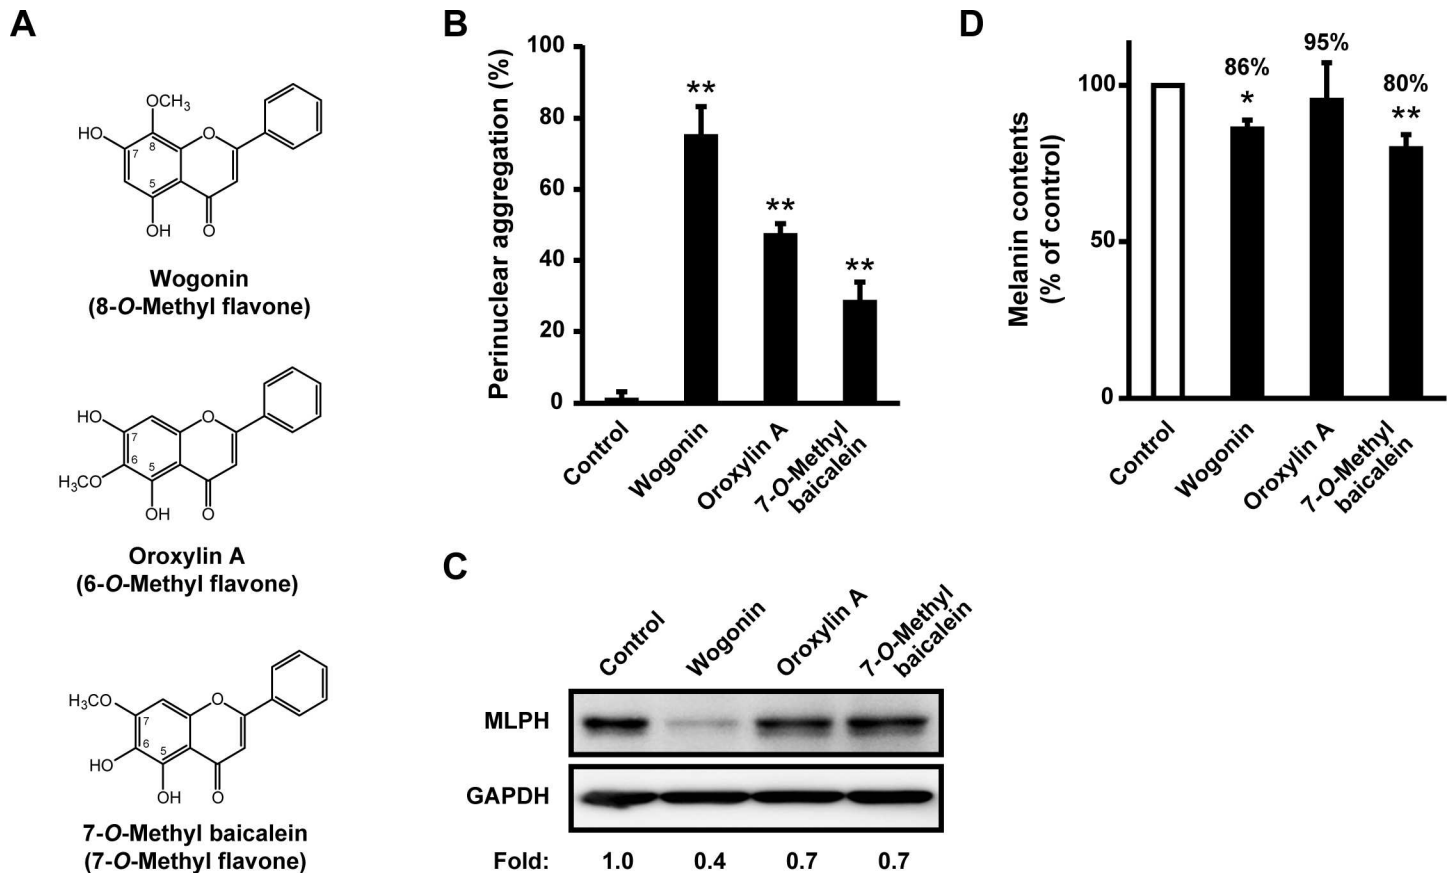 A
OCH3
HO
7
8
O
5
OH
O
Wogonin
(8-O-Methyl flavone)
HO
7
O
6
5
H3CO
OH
O
Oroxylin A
(6-O-Methyl flavone)
H3CO
7
O
6
5
HO
OH
O
7-O-Methyl baicalein
(7-O-Methyl flavone)
B
Perinuclear aggregation (%)
100
80
60
40
20
0
**
**
**
Control
Wogonin
Oroxylin A
7-O-Methyl
baicalein
C
Control
Wogonin
Oroxylin A
7-O-Methyl
baicalein
MLPH
GAPDH
Fold: 1.0 0.4 0.7 0.7
D
Melanin contents
(% of control)
100
50
0
86%
*
95%
80%
**
Control
Wogonin
Oroxylin A
7-O-Methyl
baicalein